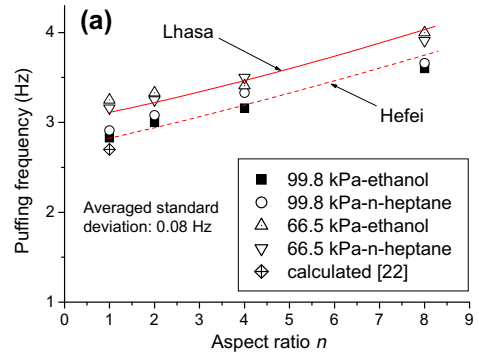 (a)
Lhasa
Hefei
Puffing frequency (Hz)
5
4
3
2
1
99.8 kPa-ethanol
99.8 kPa-n-heptane
66.5 kPa-ethanol
66.5 kPa-n-heptane
calculated [22]
Averaged standard
deviation: 0.08 Hz
0 1 2 3 4 5 6 7 8 9
Aspect ratio n